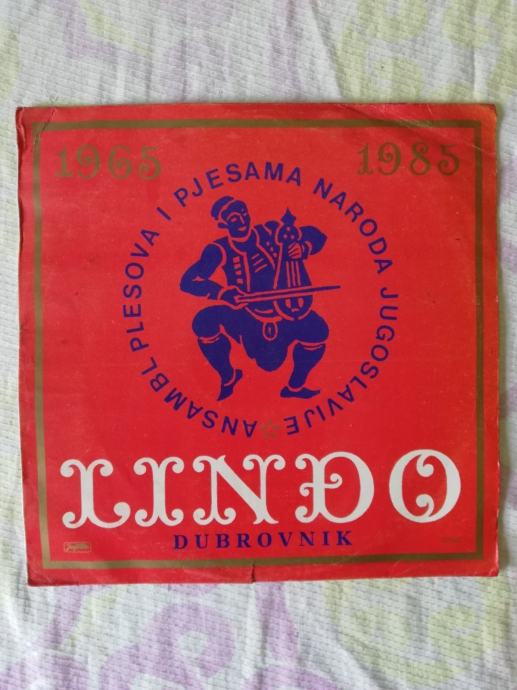 1965 1985
ANSAMBL PLESOVA I PJESAMA NARODA JUGOSLAVIJE
LINĐO
DUBROVNIK